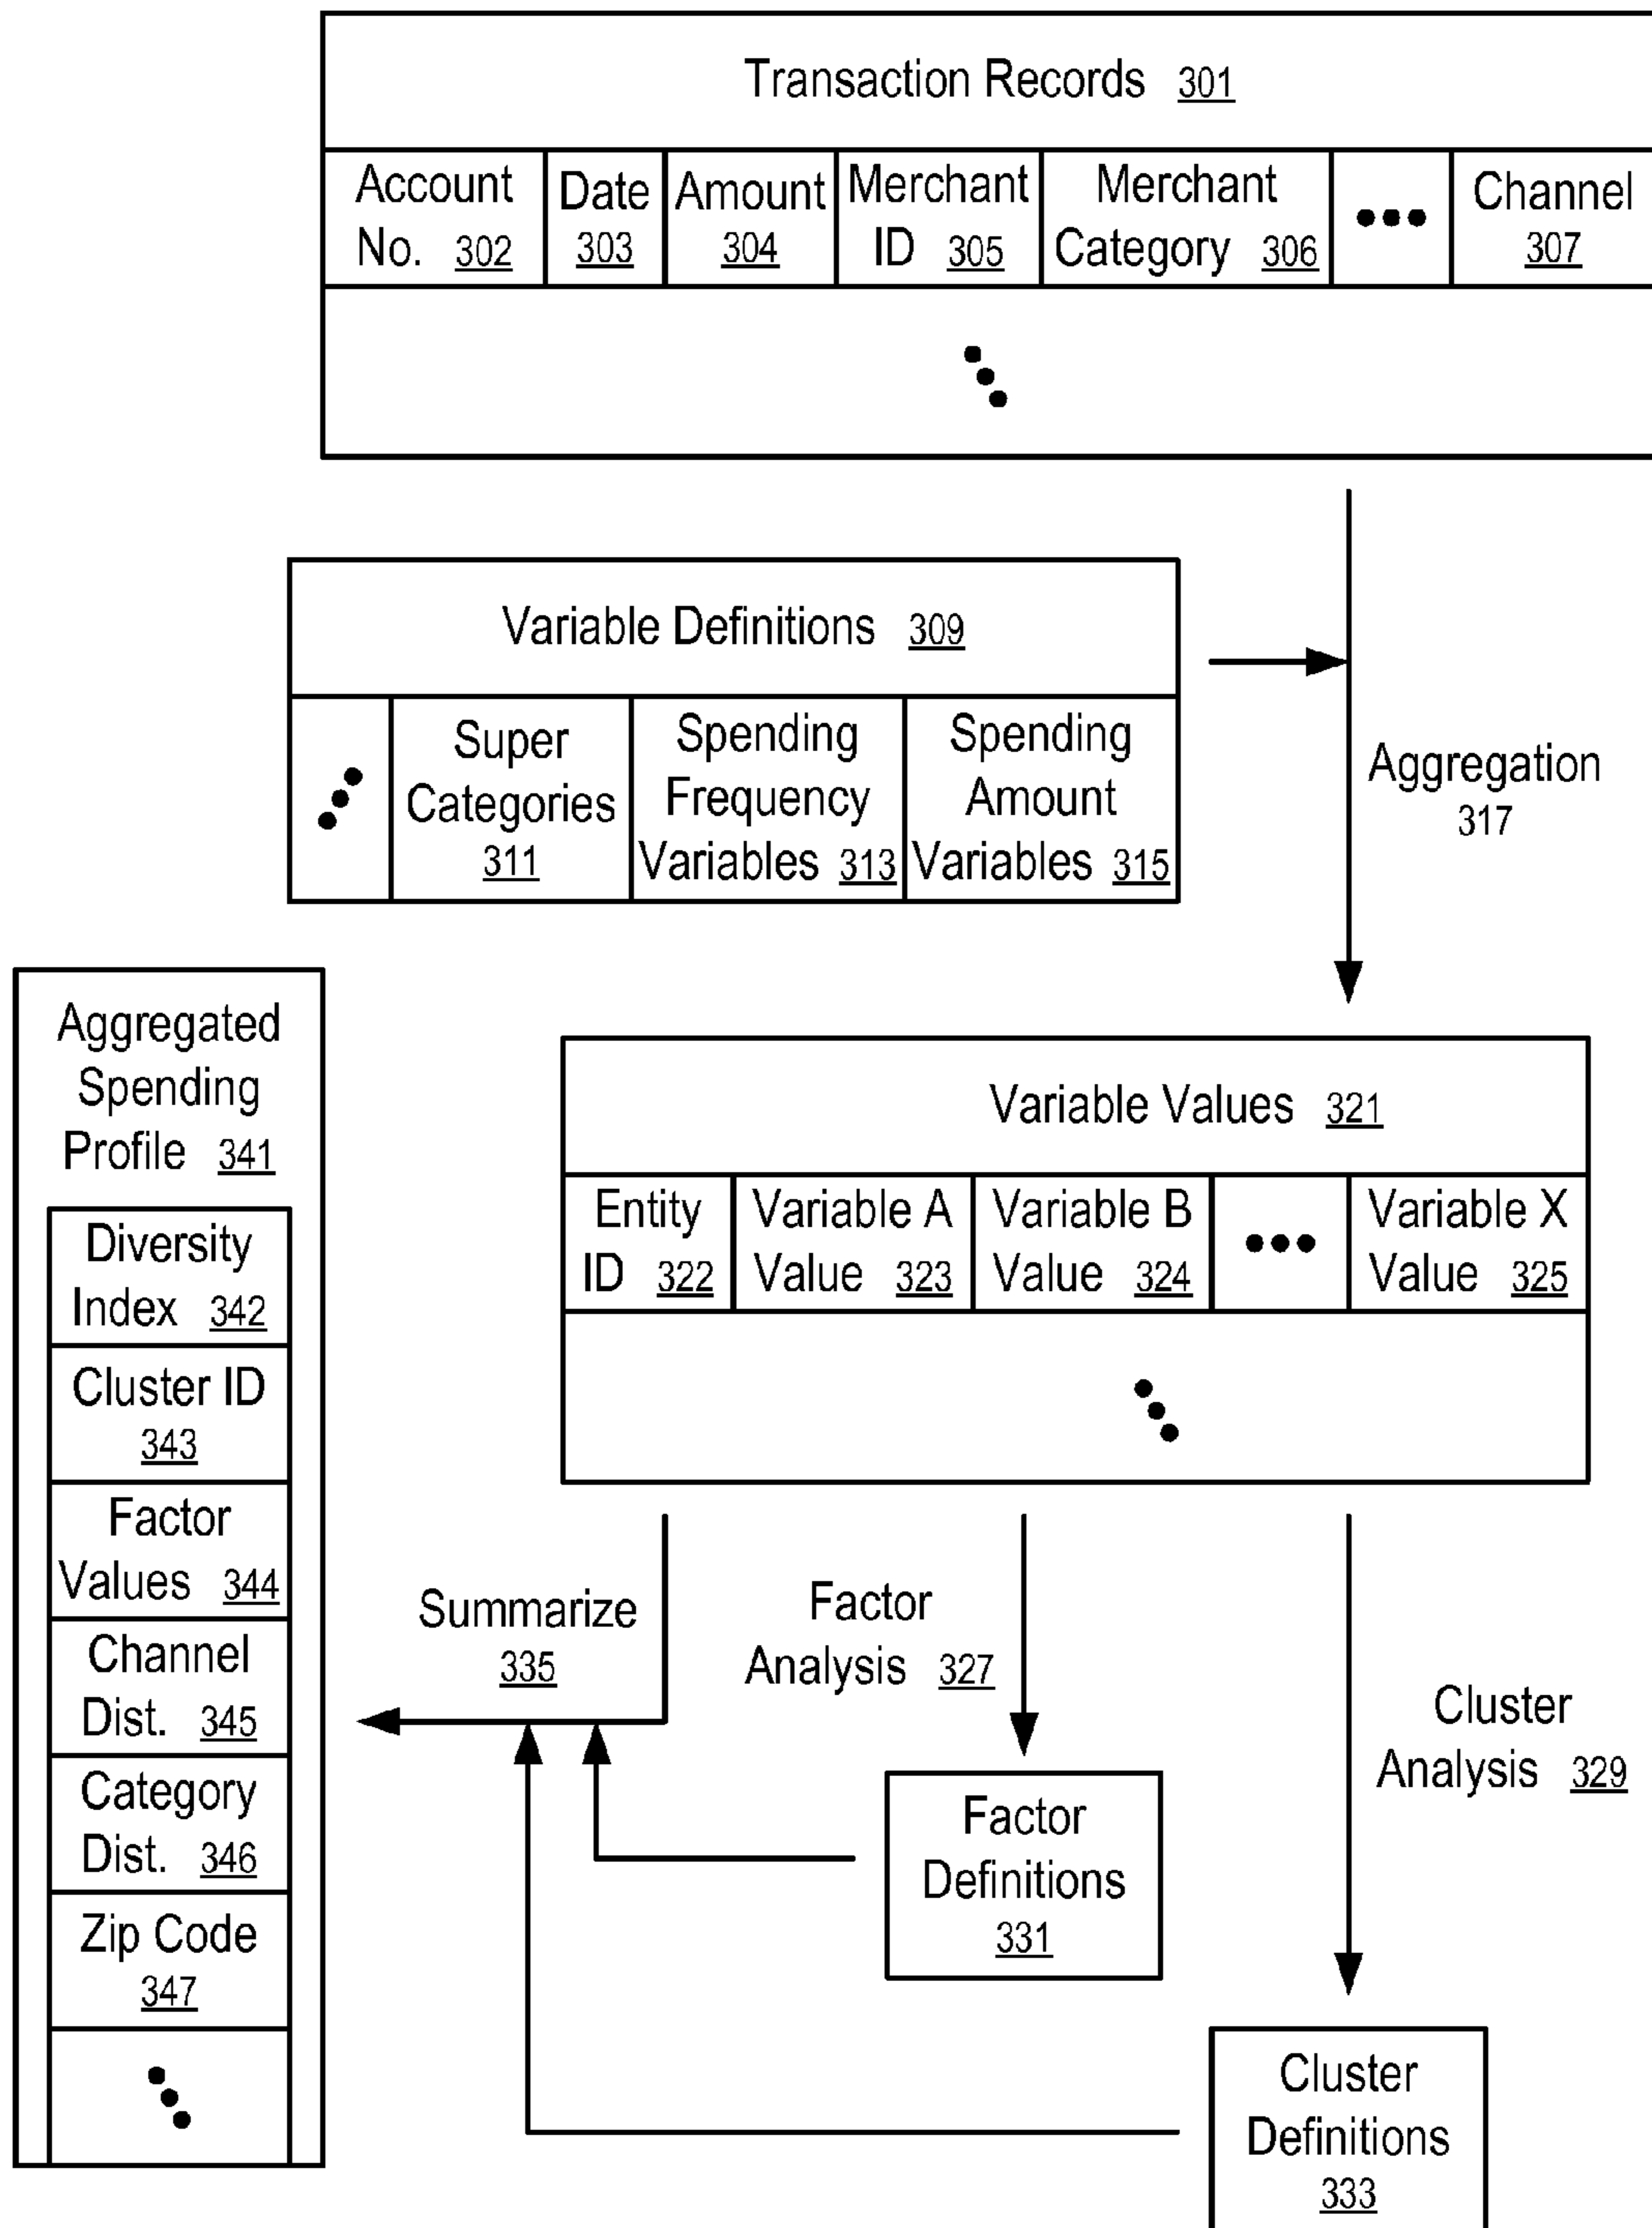 Transaction Records 301
Account
No. 302
Date
303
Amount
304
Merchant
ID 305
Merchant
Category 306
Channel
307
Variable Definitions 309
Super
Categories
311
Spending
Frequency
Variables 313
Spending
Amount
Variables 315
Aggregation
317
Aggregated
Spending
Profile 341
Diversity
Index 342
Cluster ID
343
Factor
Values 344
Channel
Dist. 345
Category
Dist. 346
Zip Code
347
Variable Values 321
Entity
ID 322
Variable A
Value 323
Variable B
Value 324
Variable X
Value 325
Summarize
335
Factor
Analysis 327
Cluster
Analysis 329
Factor
Definitions
331
Cluster
Definitions
333